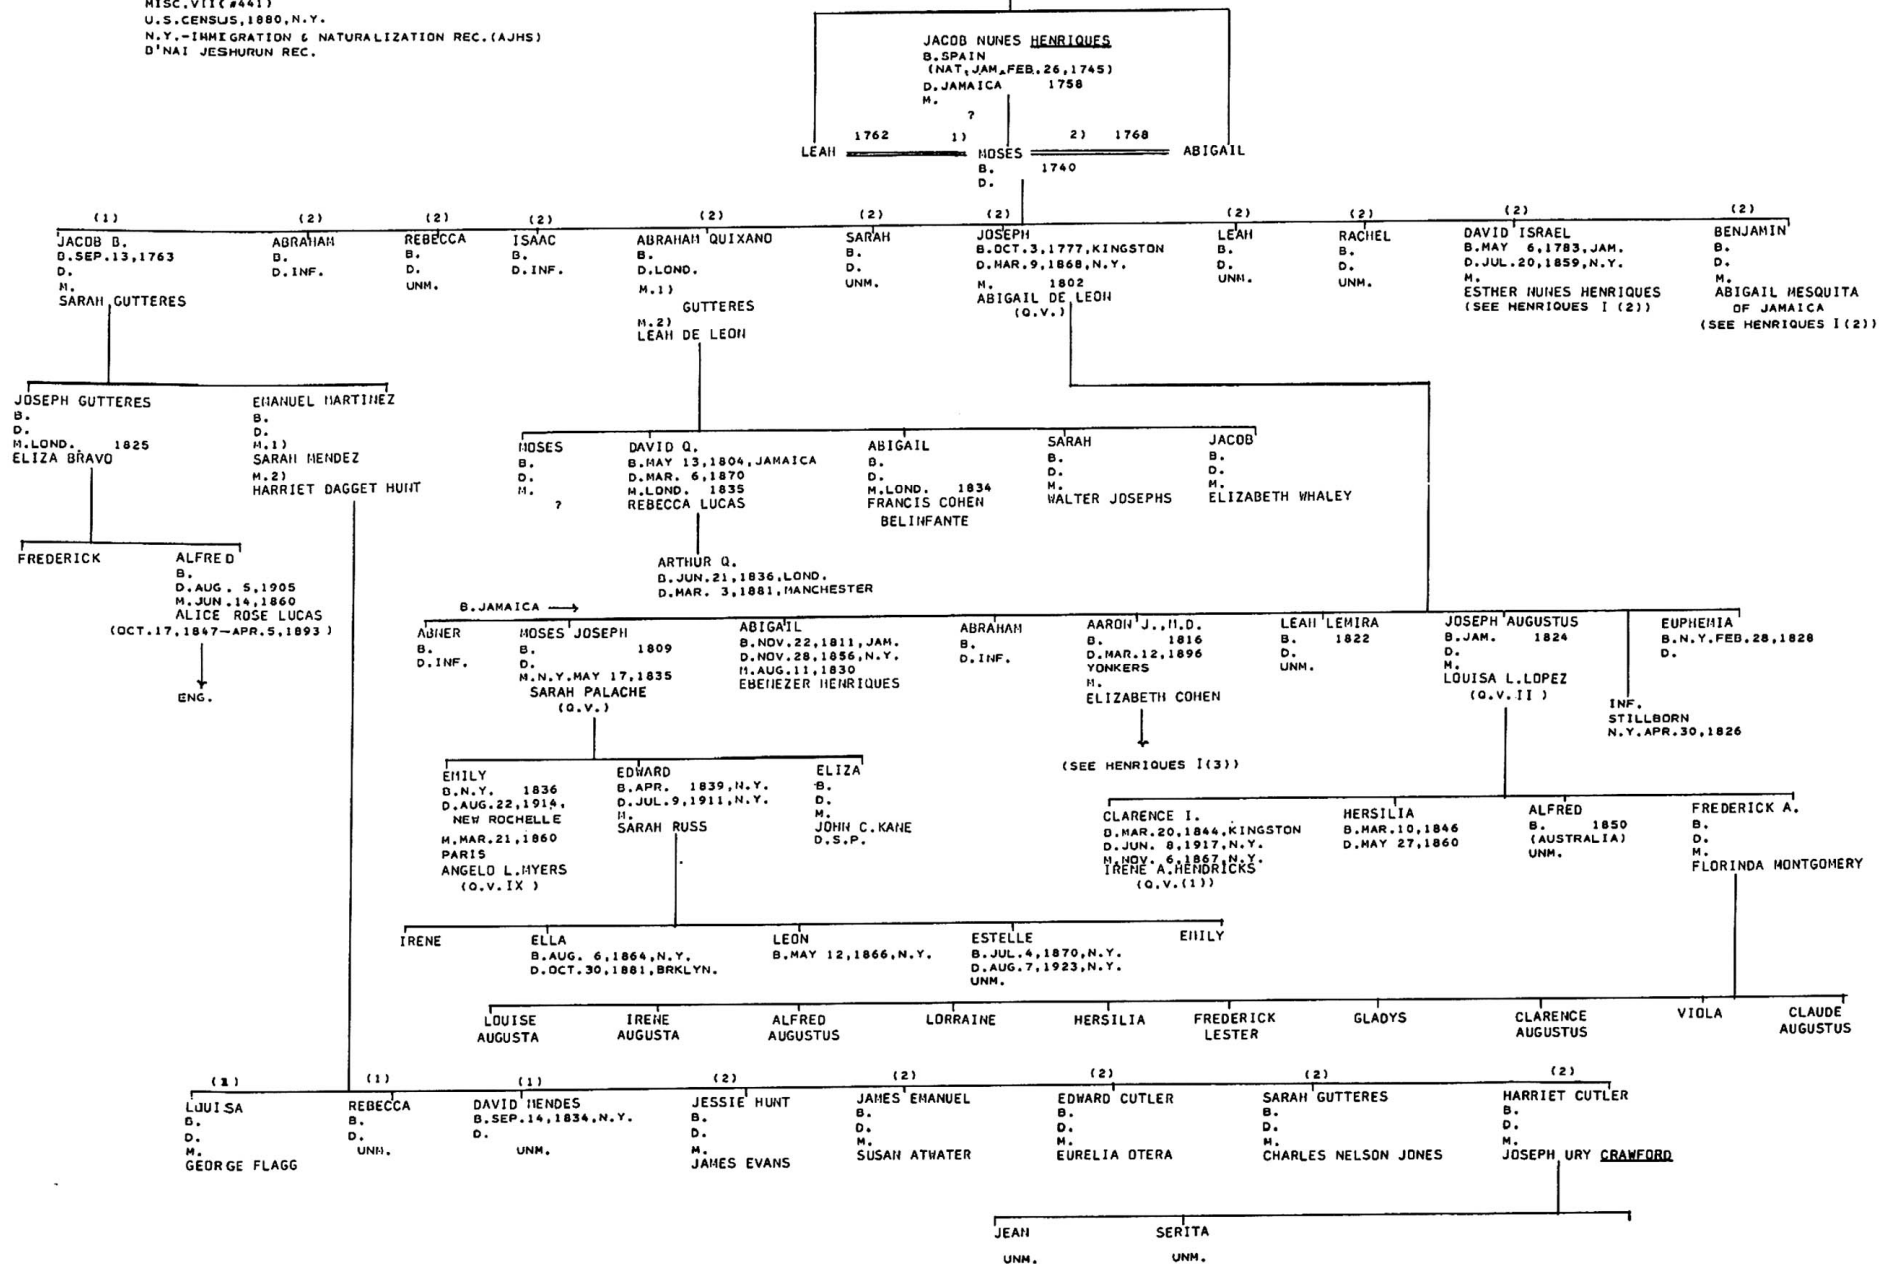 MISC.VII(#441)
U.S.CENSUS,1880,N.Y.
N.Y.-IMMIGRATION & NATURALIZATION REC.(AJHS)
B'NAI JESHURUN REC.
JACOB NUNES HENRIQUES
B.SPAIN
(NAT.JAM.FEB.26,1745)
D.JAMAICA 1758
M.
?
LEAH 1762 1) MOSES 2) 1768 ABIGAIL
B. 1740
D.
(1)
JACOB B.
B.SEP.13,1763
D.
M.
SARAH GUTTERES
(2)
ABRAHAM
B.
D.INF.
(2)
REBECCA
B.
D.
UNM.
(2)
ISAAC
B.
D.INF.
(2)
ABRAHAM QUIXANO
B.
D.LOND.
M.1)
GUTTERES
M.2)
LEAH DE LEON
(2)
SARAH
B.
D.
UNM.
(2)
JOSEPH
B.OCT.3,1777,KINGSTON
D.MAR.9,1868,N.Y.
M. 1802
ABIGAIL DE LEON
(Q.V.)
(2)
LEAH
B.
D.
UNM.
(2)
RACHEL
B.
D.
UNM.
(2)
DAVID ISRAEL
B.MAY 6,1783,JAM.
D.JUL.20,1859,N.Y.
M.
ESTHER NUNES HENRIQUES
(SEE HENRIQUES I (2))
(2)
BENJAMIN
B.
D.
M.
ABIGAIL MESQUITA
OF JAMAICA
(SEE HENRIQUES I(2))
JOSEPH GUTTERES
B.
D.
M.LOND. 1825
ELIZA BRAVO
EMANUEL MARTINEZ
B.
D.
M.1)
SARAH MENDEZ
M.2)
HARRIET DAGGET HUNT
MOSES
B.
D.
M.
?
DAVID Q.
B.MAY 13,1804,JAMAICA
D.MAR. 6,1870
M.LOND. 1835
REBECCA LUCAS
ABIGAIL
B.
D.
M.LOND. 1834
FRANCIS COHEN
BELINFANTE
SARAH
B.
D.
M.
WALTER JOSEPHS
JACOB
B.
D.
M.
ELIZABETH WHALEY
FREDERICK
ALFRED
B.
D.AUG. 5,1905
M.JUN.14,1860
ALICE ROSE LUCAS
(OCT.17,1847-APR.5,1893)
ENG.
ARTHUR Q.
B.JUN.21,1836,LOND.
D.MAR. 3,1881,MANCHESTER
B.JAMAICA →
ABNER
B.
D.INF.
MOSES JOSEPH
B. 1809
D.
M.N.Y.MAY 17,1835
SARAH PALACHE
(Q.V.)
ABIGAIL
B.NOV.22,1811,JAM.
D.NOV.28,1856,N.Y.
M.AUG.11,1830
EBENEZER HENRIQUES
ABRAHAM
B.
D.INF.
AARON J.,M.D.
B. 1816
D.MAR.12,1896
YONKERS
M.
ELIZABETH COHEN
(SEE HENRIQUES I(3))
LEAH LEMIRA
B. 1822
D.
UNM.
JOSEPH AUGUSTUS
B.JAM. 1824
D.
M.
LOUISA L.LOPEZ
(Q.V.II)
INF.
STILLBORN
N.Y.APR.30,1826
EUPHEMIA
B.N.Y.FEB.28,1828
D.
EMILY
B.N.Y. 1836
D.AUG.22,1914,
NEW ROCHELLE
M.MAR.21,1860
PARIS
ANGELO L.MYERS
(Q.V.IX)
EDWARD
B.APR. 1839,N.Y.
D.JUL.9,1911,N.Y.
M.
SARAH RUSS
ELIZA
B.
D.
M.
JOHN C.KANE
D.S.P.
CLARENCE I.
B.MAR.20,1844,KINGSTON
D.JUN. 8,1917,N.Y.
M.NOV. 6,1867,N.Y.
IRENE A.HENDRICKS
(Q.V.(1))
HERSILIA
B.MAR.10,1846
D.MAY 27,1860
ALFRED
B. 1850
(AUSTRALIA)
UNM.
FREDERICK A.
B.
D.
M.
FLORINDA MONTGOMERY
IRENE
ELLA
B.AUG. 6,1864,N.Y.
D.OCT.30,1881,BRKLYN.
LEON
B.MAY 12,1866,N.Y.
ESTELLE
B.JUL.4,1870,N.Y.
D.AUG.7,1923,N.Y.
UNM.
EMILY
LOUISE
AUGUSTA
IRENE
AUGUSTA
ALFRED
AUGUSTUS
LORRAINE
HERSILIA
FREDERICK
LESTER
GLADYS
CLARENCE
AUGUSTUS
VIOLA
CLAUDE
AUGUSTUS
(1)
LOUISA
B.
D.
M.
GEORGE FLAGG
(1)
REBECCA
B.
D.
UNM.
(1)
DAVID MENDES
B.SEP.14,1834,N.Y.
D.
UNM.
(2)
JESSIE HUNT
B.
D.
M.
JAMES EVANS
(2)
JAMES EMANUEL
B.
D.
M.
SUSAN ATWATER
(2)
EDWARD CUTLER
B.
D.
M.
EURELIA OTERA
(2)
SARAH GUTTERES
B.
D.
M.
CHARLES NELSON JONES
(2)
HARRIET CUTLER
B.
D.
M.
JOSEPH URY CRAWFORD
JEAN
UNM.
SERITA
UNM.